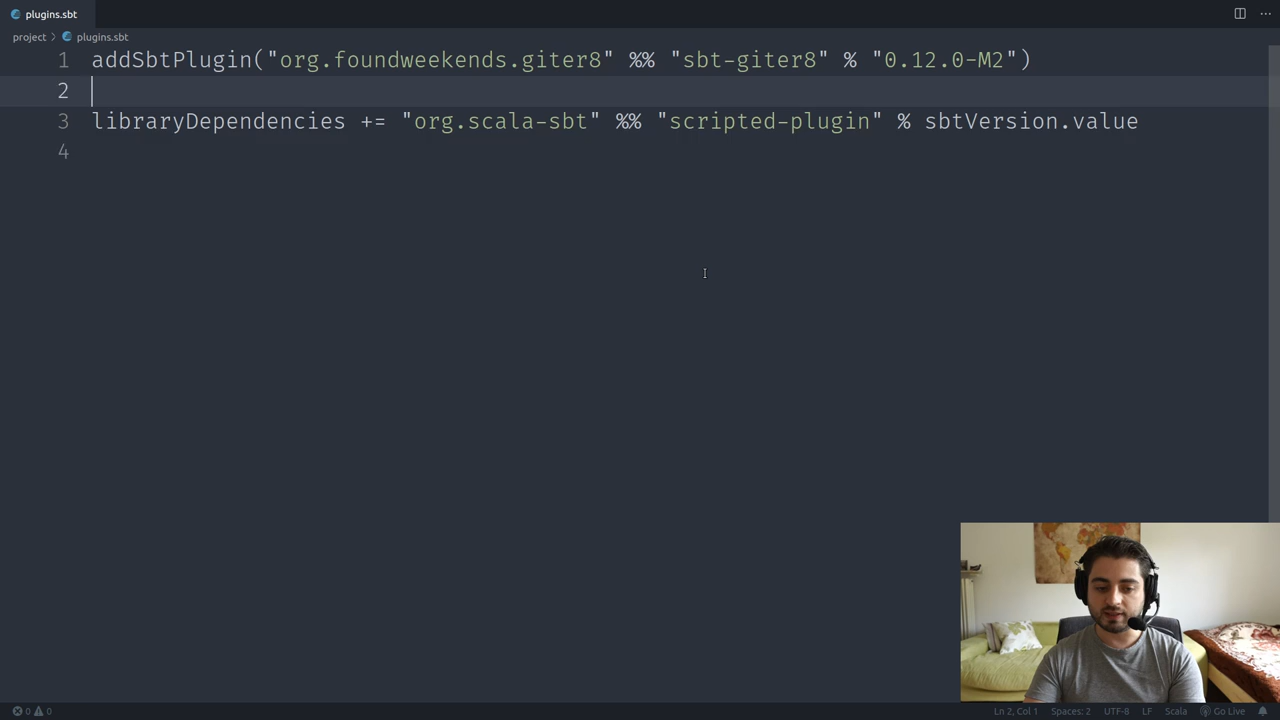 plugins.sbt
project > plugins.sbt
1 addSbtPlugin("org.foundweekends.giter8" %% "sbt-giter8" % "0.12.0-M2")
2
3 libraryDependencies += "org.scala-sbt" %% "scripted-plugin" % sbtVersion.value
4
0 0 Ln 2, Col 1 Spaces: 2 UTF-8 LF Scala Go Live